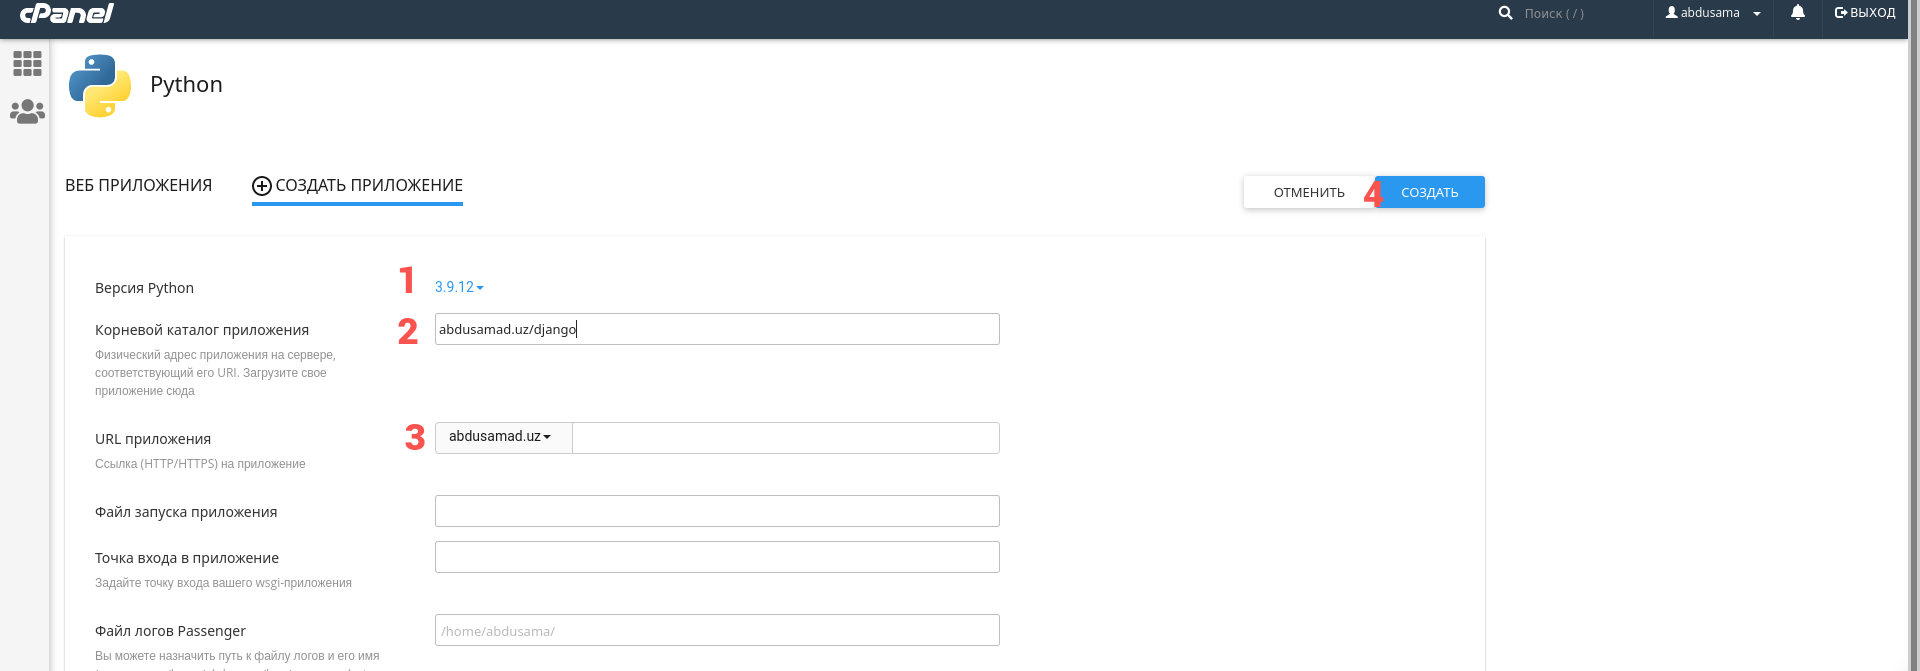 cPanel
Поиск ( / )
abdusama
ВЫХОД
Python
ВЕБ ПРИЛОЖЕНИЯ
СОЗДАТЬ ПРИЛОЖЕНИЕ
ОТМЕНИТЬ
4
СОЗДАТЬ
Версия Python
1
3.9.12
Корневой каталог приложения
2
abdusamad.uz/django
Физический адрес приложения на сервере,
соответствующий его URI. Загрузите свое
приложение сюда
URL приложения
3
abdusamad.uz
Ссылка (HTTP/HTTPS) на приложение
Файл запуска приложения
Точка входа в приложение
Задайте точку входа вашего wsgi-приложения
Файл логов Passenger
/home/abdusama/
Вы можете назначить путь к файлу логов и его имя